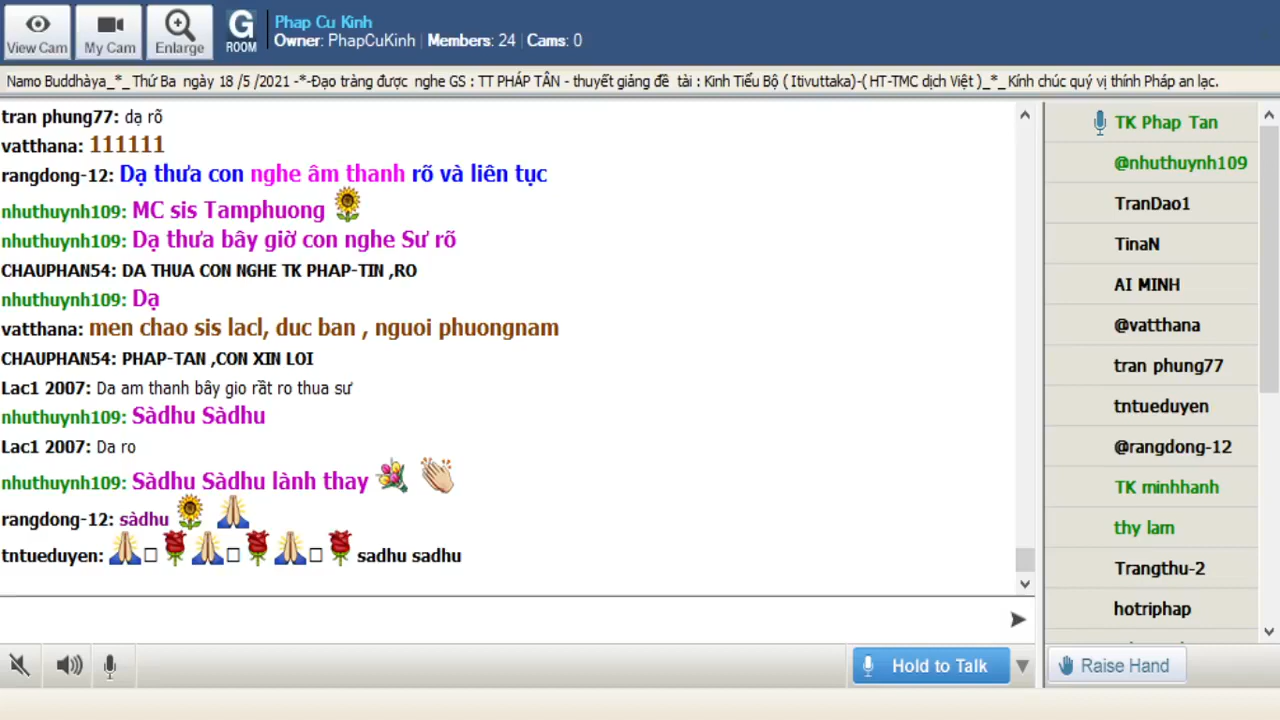 View Cam
My Cam
Enlarge
G
ROOM
Phap Cu Kinh
Owner: PhapCuKinh | Members: 24 | Cams: 0
Namo Buddhàya_*_Thứ Ba ngày 18 /5 /2021 -*-Đạo tràng được nghe GS : TT PHÁP TÂN - thuyết giảng đề tài : Kinh Tiểu Bộ ( Itivuttaka)-( HT-TMC dịch Việt )_*_Kính chúc quý vị thính Pháp an lạc.
tran phung77: dạ rõ
vatthana: 111111
rangdong-12: Dạ thưa con nghe âm thanh rõ và liên tục
nhuthuynh109: MC sis Tamphuong 🌻
nhuthuynh109: Dạ thưa bây giờ con nghe Sư rõ
CHAUPHAN54: DA THUA CON NGHE TK PHAP-TIN ,RO
nhuthuynh109: Dạ
vatthana: men chao sis lacl, duc ban , nguoi phuongnam
CHAUPHAN54: PHAP-TAN ,CON XIN LOI
Lac1 2007: Da am thanh bây gio rất ro thua sư
nhuthuynh109: Sàdhu Sàdhu
Lac1 2007: Da ro
nhuthuynh109: Sàdhu Sàdhu lành thay 💐 👏
rangdong-12: sàdhu 🌻 🙏
tntueduyen: 🙏□🌹🙏□🌹🙏□🌹 sadhu sadhu
TK Phap Tan
@nhuthuynh109
TranDao1
TinaN
AI MINH
@vatthana
tran phung77
tntueduyen
@rangdong-12
TK minhhanh
thy lam
Trangthu-2
hotriphap
Hold to Talk
Raise Hand